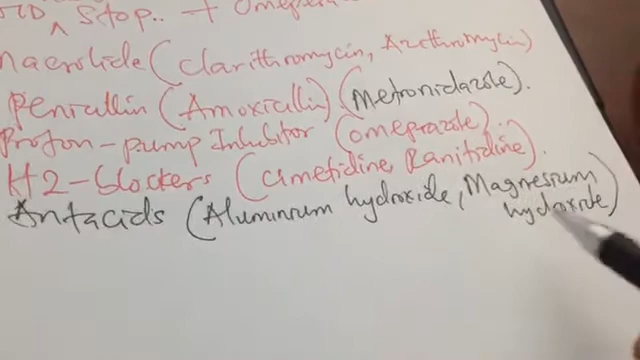 Stop.. + Omepra
Macrolide (Clarithromycin, Azithromycin)
Penicillin (Amoxicillin) (Metronidazole).
Proton-pump Inhibitor (omeprazole).
H2-blockers (Cimetidine, Ranitidine).
Antacids (Aluminium hydroxide, Magnesium
hydroxide)